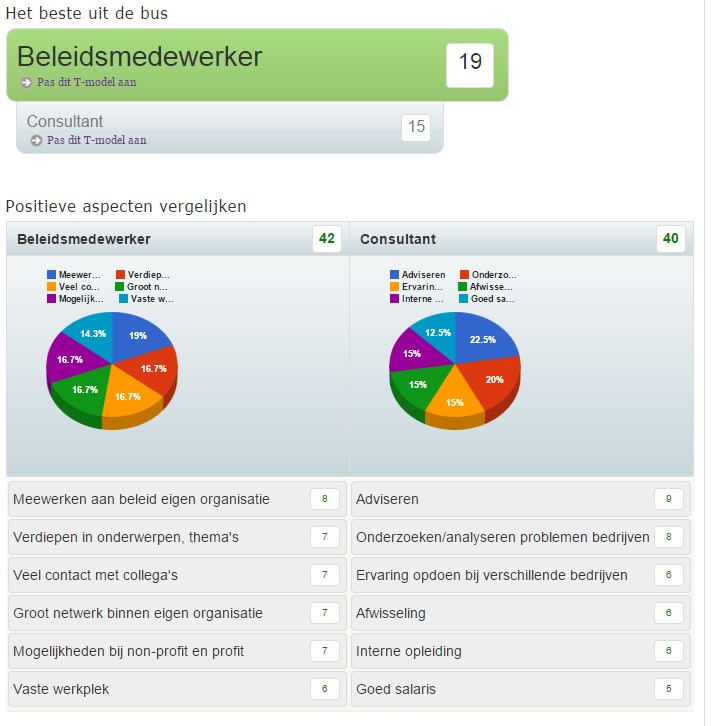 Het beste uit de bus
Beleidsmedewerker 19
Pas dit T-model aan
Consultant 15
Pas dit T-model aan
Positieve aspecten vergelijken
Beleidsmedewerker 42
Meewer... Verdiep...
Veel co... Groot n...
Mogelijk... Vaste w...
14.3% 19%
16.7% 16.7%
16.7% 16.7%
Consultant 40
Adviseren Onderzo...
Ervarin... Afwisse...
Interne ... Goed sa...
12.5% 22.5%
15% 20%
15% 15%
Meewerken aan beleid eigen organisatie 8
Verdiepen in onderwerpen, thema's 7
Veel contact met collega's 7
Groot netwerk binnen eigen organisatie 7
Mogelijkheden bij non-profit en profit 7
Vaste werkplek 6
Adviseren 9
Onderzoeken/analyseren problemen bedrijven 8
Ervaring opdoen bij verschillende bedrijven 6
Afwisseling 6
Interne opleiding 6
Goed salaris 5